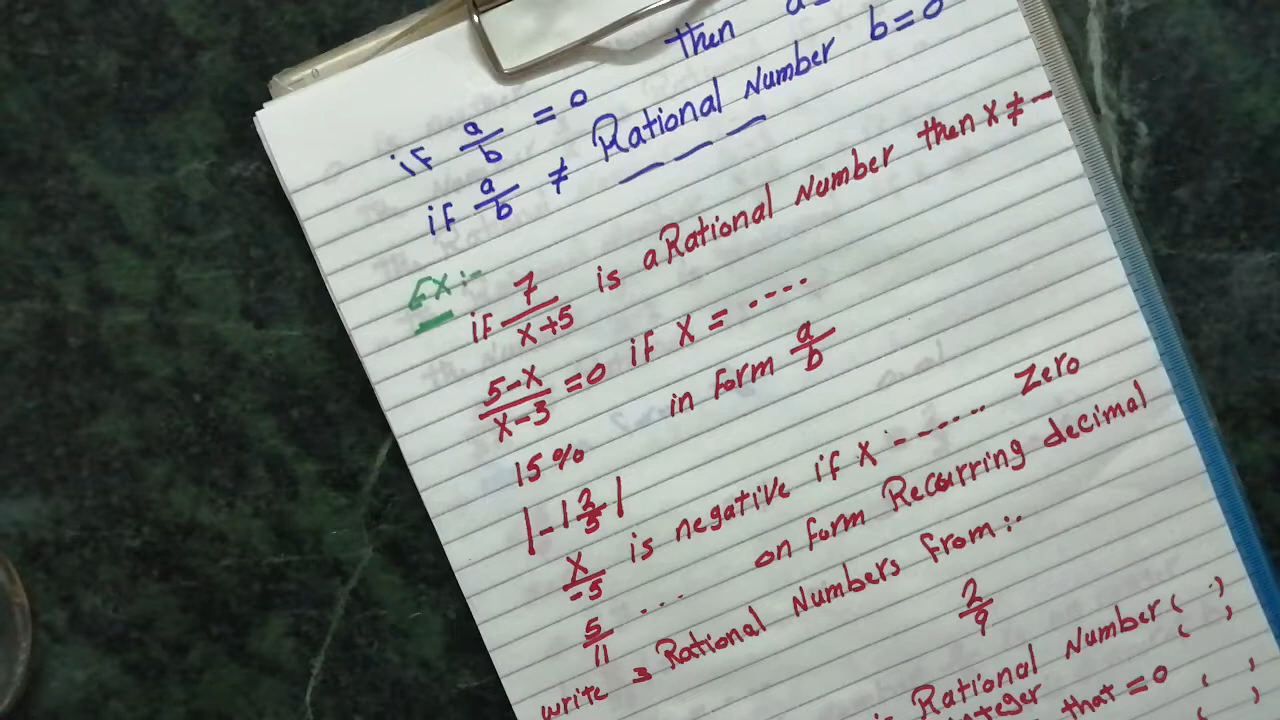 if a/b = 0 then a
if a/b ≠ Rational Number b=0
Ex:-
if 7/x+5 is a Rational Number then x ≠ --
5-x/x-3 = 0 if x = ....
15% in form a/b
|-1 2/5|
x/-5 is negative if x ------ Zero
5/11 ... on form Recurring decimal
write 3 Rational Numbers from :-
2/9
Rational Number ( )
that = 0